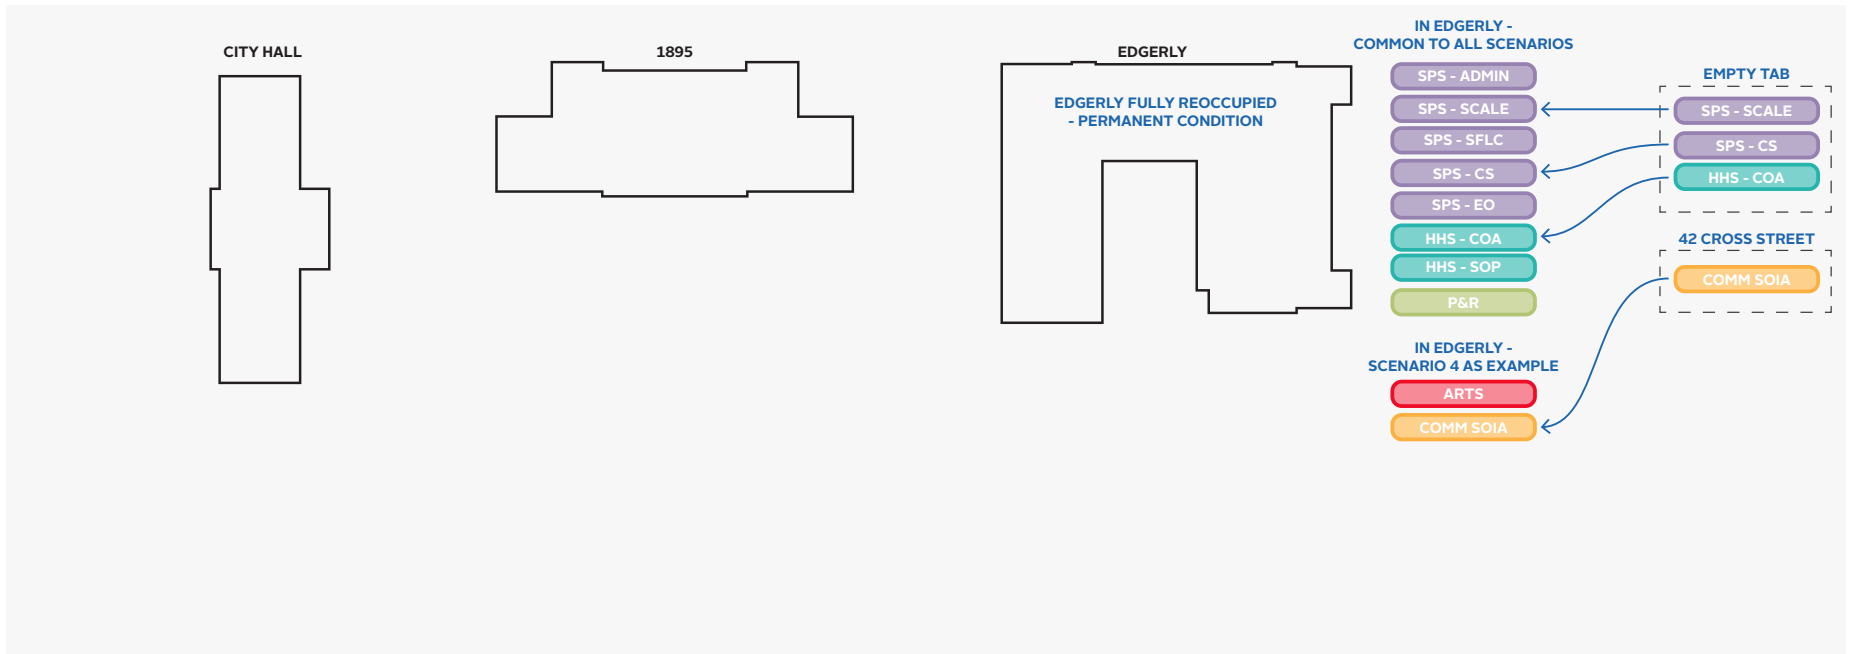 CITY HALL
1895
EDGERLY
EDGERLY FULLY REOCCUPIED
- PERMANENT CONDITION
IN EDGERLY -
COMMON TO ALL SCENARIOS
SPS - ADMIN
SPS - SCALE
SPS - SFLC
SPS - CS
SPS - EO
HHS - COA
HHS - SOP
P&R
IN EDGERLY -
SCENARIO 4 AS EXAMPLE
ARTS
COMM SOIA
EMPTY TAB
SPS - SCALE
SPS - CS
HHS - COA
42 CROSS STREET
COMM SOIA